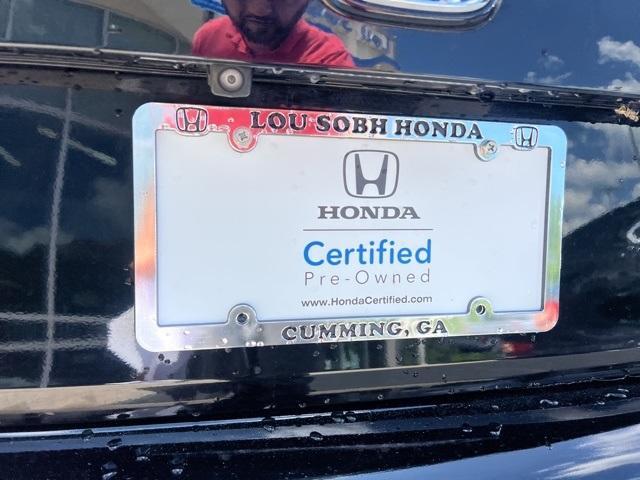 LOU SOBH HONDA
HONDA
Certified
Pre-Owned
www.HondaCertified.com
CUMMING, GA